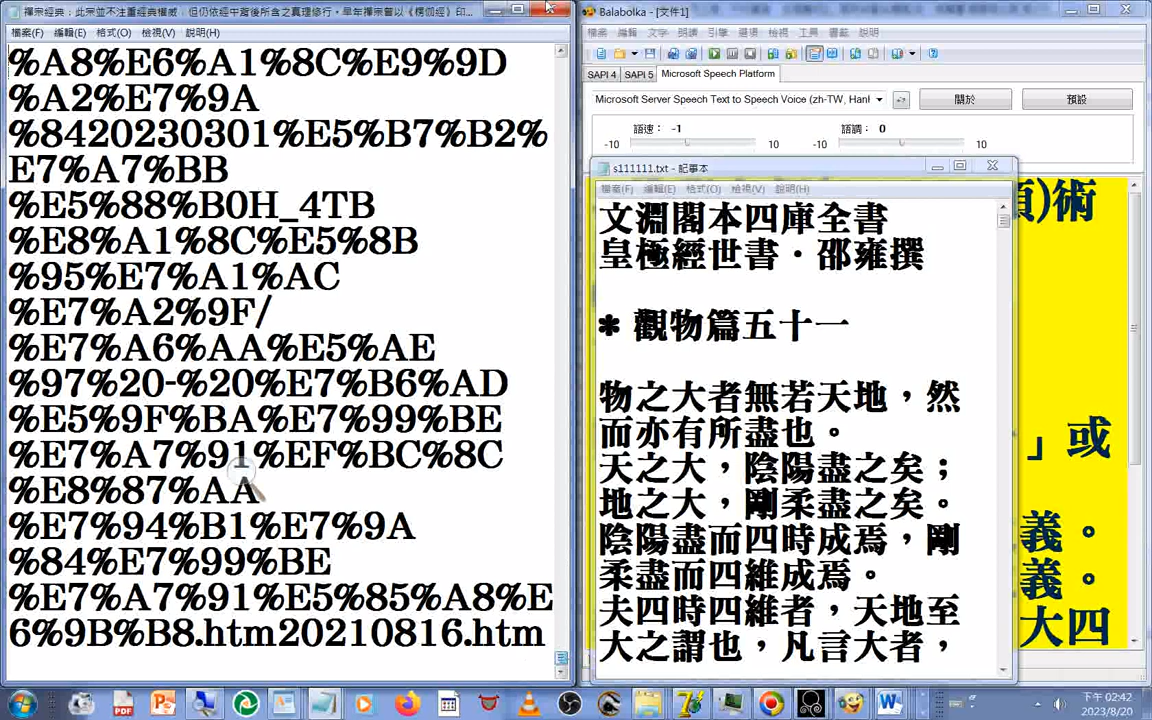 禪宗經典：此宗並不注重經典權威，但仍依經中背後所含之真理修行。早年禪宗嘗以《楞伽經》印...
檔案(F) 編輯(E) 格式(O) 檢視(V) 說明(H)
%A8%E6%A1%8C%E9%9D
%A2%E7%9A
%8420230301%E5%B7%B2%
E7%A7%BB
%E5%88%B0H_4TB
%E8%A1%8C%E5%8B
%95%E7%A1%AC
%E7%A2%9F/
%E7%A6%AA%E5%AE
%97%20-%20%E7%B6%AD
%E5%9F%BA%E7%99%BE
%E7%A7%91%EF%BC%8C
%E8%87%AA
%E7%94%B1%E7%9A
%84%E7%99%BE
%E7%A7%91%E5%85%A8%E
6%9B%B8.htm20210816.htm
Balabolka - [文件1]
檔案 編輯 文字 朗讀 引擎 選項 檢視 工具 書籤 說明
SAPI 4 SAPI 5 Microsoft Speech Platform
Microsoft Server Speech Text to Speech Voice (zh-TW, HanH
關於 預設
語速： -1 語調： 0
-10 10 -10 10
s111111.txt - 記事本
檔案(F) 編輯(E) 格式(O) 檢視(V) 說明(H)
文淵閣本四庫全書
皇極經世書．邵雍撰
* 觀物篇五十一
物之大者無若天地，然
而亦有所盡也。
天之大，陰陽盡之矣；
地之大，剛柔盡之矣。
陰陽盡而四時成焉，剛
柔盡而四維成焉。
夫四時四維者，天地至
大之謂也，凡言大者，
)術
」或
義。
義。
大四
下午 02:42
2023/8/20